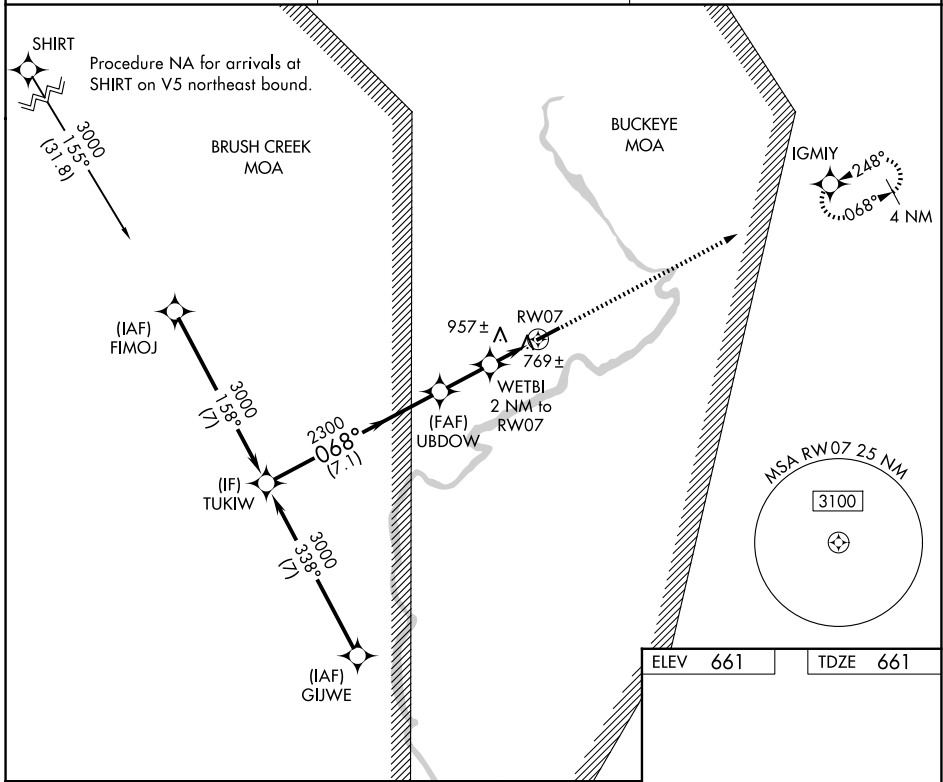 SHIRT
Procedure NA for arrivals at
SHIRT on V5 northeast bound.
3000
155°
(31.8)
BRUSH CREEK
MOA
BUCKEYE
MOA
IGMIY
248°
068°
4 NM
(IAF)
FIMOJ
3000
158°
(7)
957±
RW07
769±
WETBI
2 NM to
RW07
(FAF)
UBDOW
2300
068°
(7.1)
(IF)
TUKIW
3000
338°
(7)
(IAF)
GIJWE
MSA RW07 25 NM
3100
ELEV 661
TDZE 661